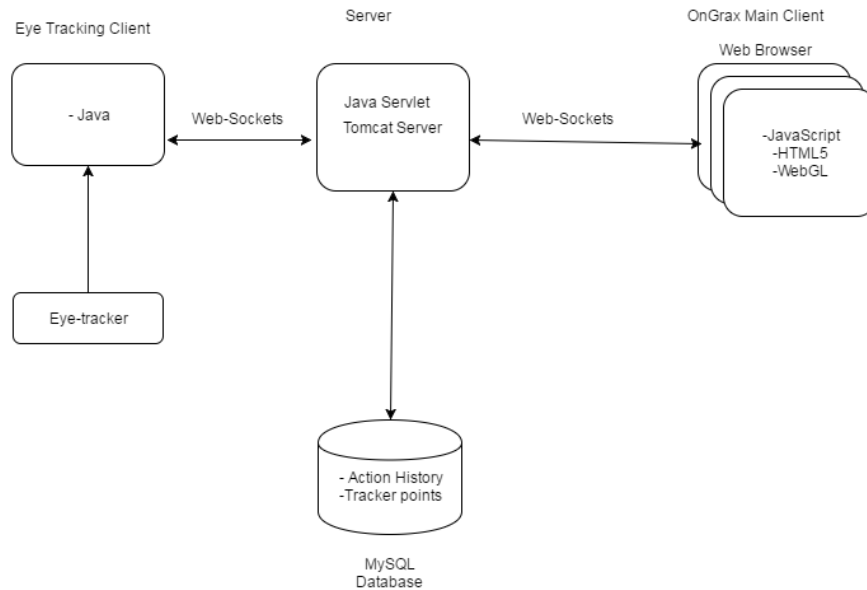 Eye Tracking Client
Server
OnGrax Main Client
Web Browser
- Java
Web-Sockets
Java Servlet
Tomcat Server
Web-Sockets
-JavaScript
-HTML5
-WebGL
Eye-tracker
- Action History
-Tracker points
MySQL
Database